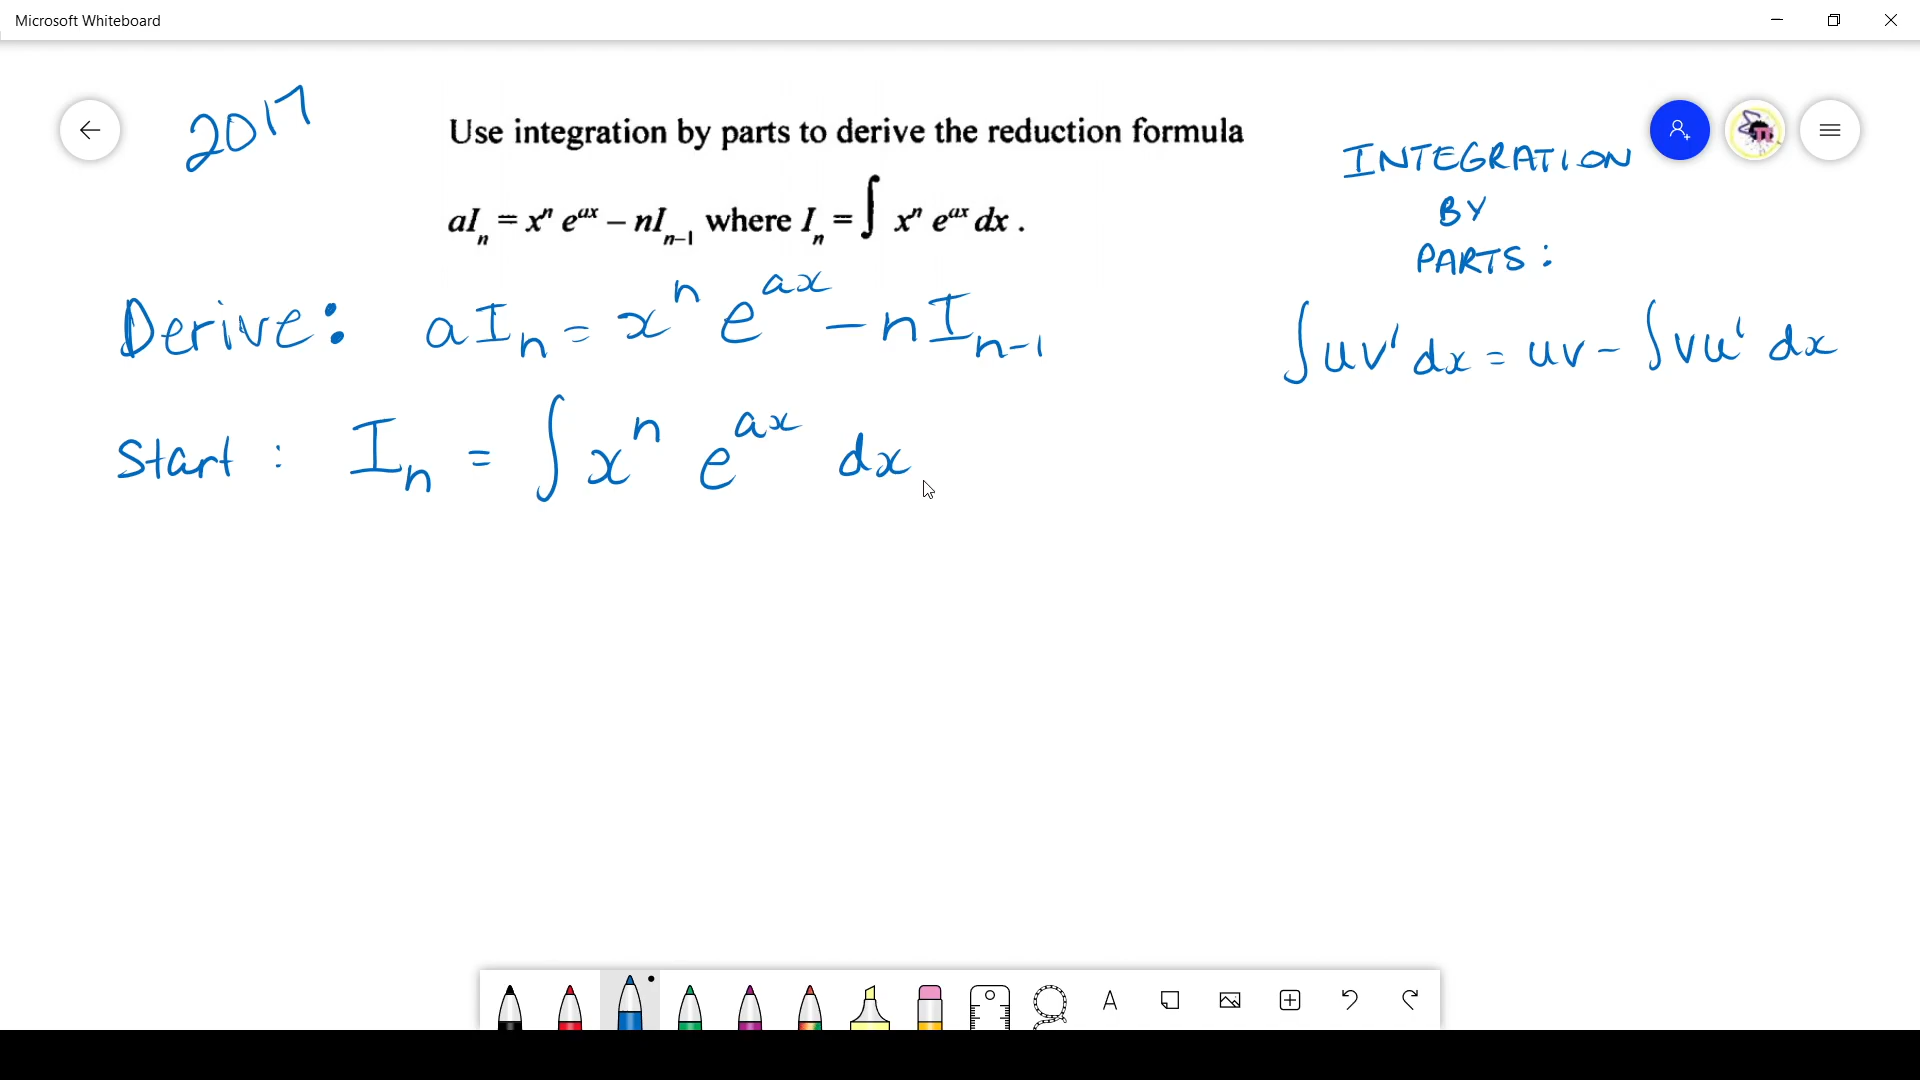 Microsoft Whiteboard
2017
Use integration by parts to derive the reduction formula
aIₙ = xⁿ eᵃˣ – nIₙ₋₁ where Iₙ = ∫ xⁿ eᵃˣ dx .
INTEGRATION
BY
PARTS :
Derive: aIₙ = xⁿ eᵃˣ – nIₙ₋₁
∫uv' dx = uv – ∫vu' dx
Start : Iₙ = ∫ xⁿ eᵃˣ dx